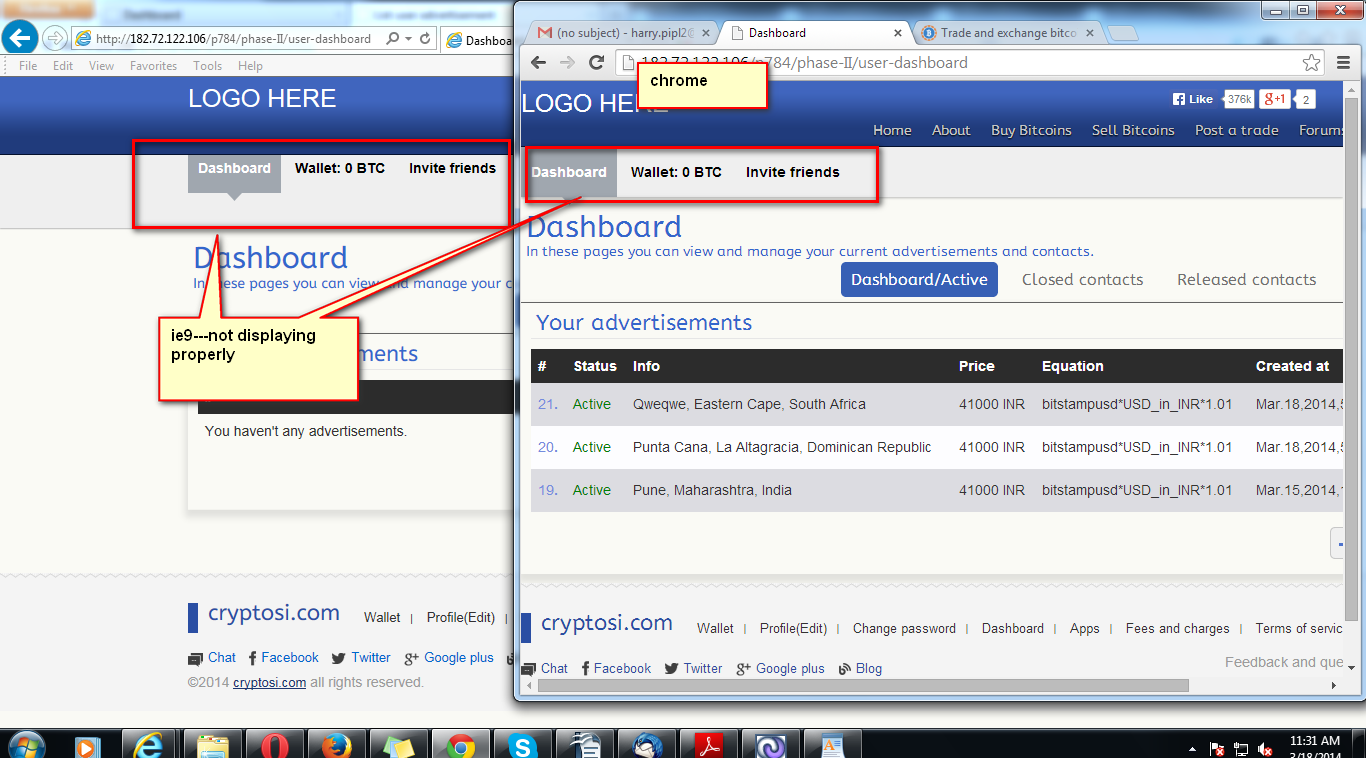 Dashboard
List user advertisement
http://182.72.122.106/p784/phase-II/user-dashboard
Dashboa
File Edit View Favorites Tools Help
LOGO HERE
Dashboard Wallet: 0 BTC Invite friends
Dashboard
In these pages you can view and manage your c
ie9---not displaying
properly
ments
You haven't any advertisements.
cryptosi.com Wallet | Profile(Edit) |
Chat Facebook Twitter Google plus
©2014 cryptosi.com all rights reserved.
(no subject) - harry.pipl2@ Dashboard Trade and exchange bitco
182.72.122.106/p784/phase-II/user-dashboard
chrome
LOGO HERE
Like 376k g+1 2
Home About Buy Bitcoins Sell Bitcoins Post a trade Forums
Dashboard Wallet: 0 BTC Invite friends
Dashboard
In these pages you can view and manage your current advertisements and contacts.
Dashboard/Active Closed contacts Released contacts
Your advertisements
# Status Info Price Equation Created at
21. Active Qweqwe, Eastern Cape, South Africa 41000 INR bitstampusd*USD_in_INR*1.01 Mar.18,2014,5
20. Active Punta Cana, La Altagracia, Dominican Republic 41000 INR bitstampusd*USD_in_INR*1.01 Mar.18,2014,5
19. Active Pune, Maharashtra, India 41000 INR bitstampusd*USD_in_INR*1.01 Mar.15,2014,
cryptosi.com Wallet | Profile(Edit) | Change password | Dashboard | Apps | Fees and charges | Terms of servic
Chat Facebook Twitter Google plus Blog
Feedback and que
11:31 AM
3/18/2014